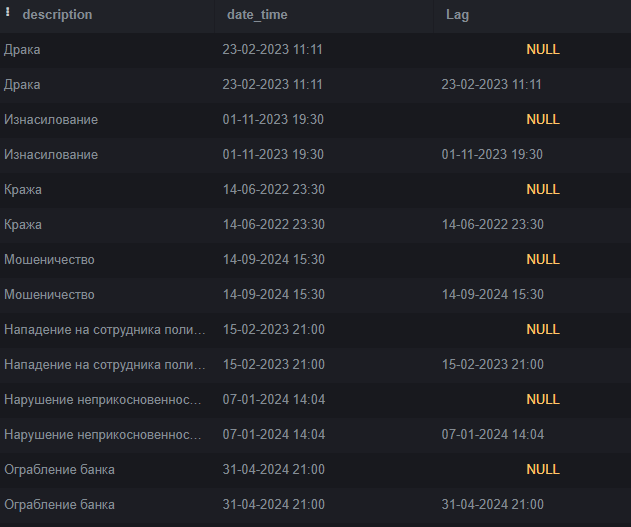 description date_time Lag
Драка 23-02-2023 11:11 NULL
Драка 23-02-2023 11:11 23-02-2023 11:11
Изнасилование 01-11-2023 19:30 NULL
Изнасилование 01-11-2023 19:30 01-11-2023 19:30
Кража 14-06-2022 23:30 NULL
Кража 14-06-2022 23:30 14-06-2022 23:30
Мошеничество 14-09-2024 15:30 NULL
Мошеничество 14-09-2024 15:30 14-09-2024 15:30
Нападение на сотрудника поли... 15-02-2023 21:00 NULL
Нападение на сотрудника поли... 15-02-2023 21:00 15-02-2023 21:00
Нарушение неприкосновеннос... 07-01-2024 14:04 NULL
Нарушение неприкосновеннос... 07-01-2024 14:04 07-01-2024 14:04
Ограбление банка 31-04-2024 21:00 NULL
Ограбление банка 31-04-2024 21:00 31-04-2024 21:00